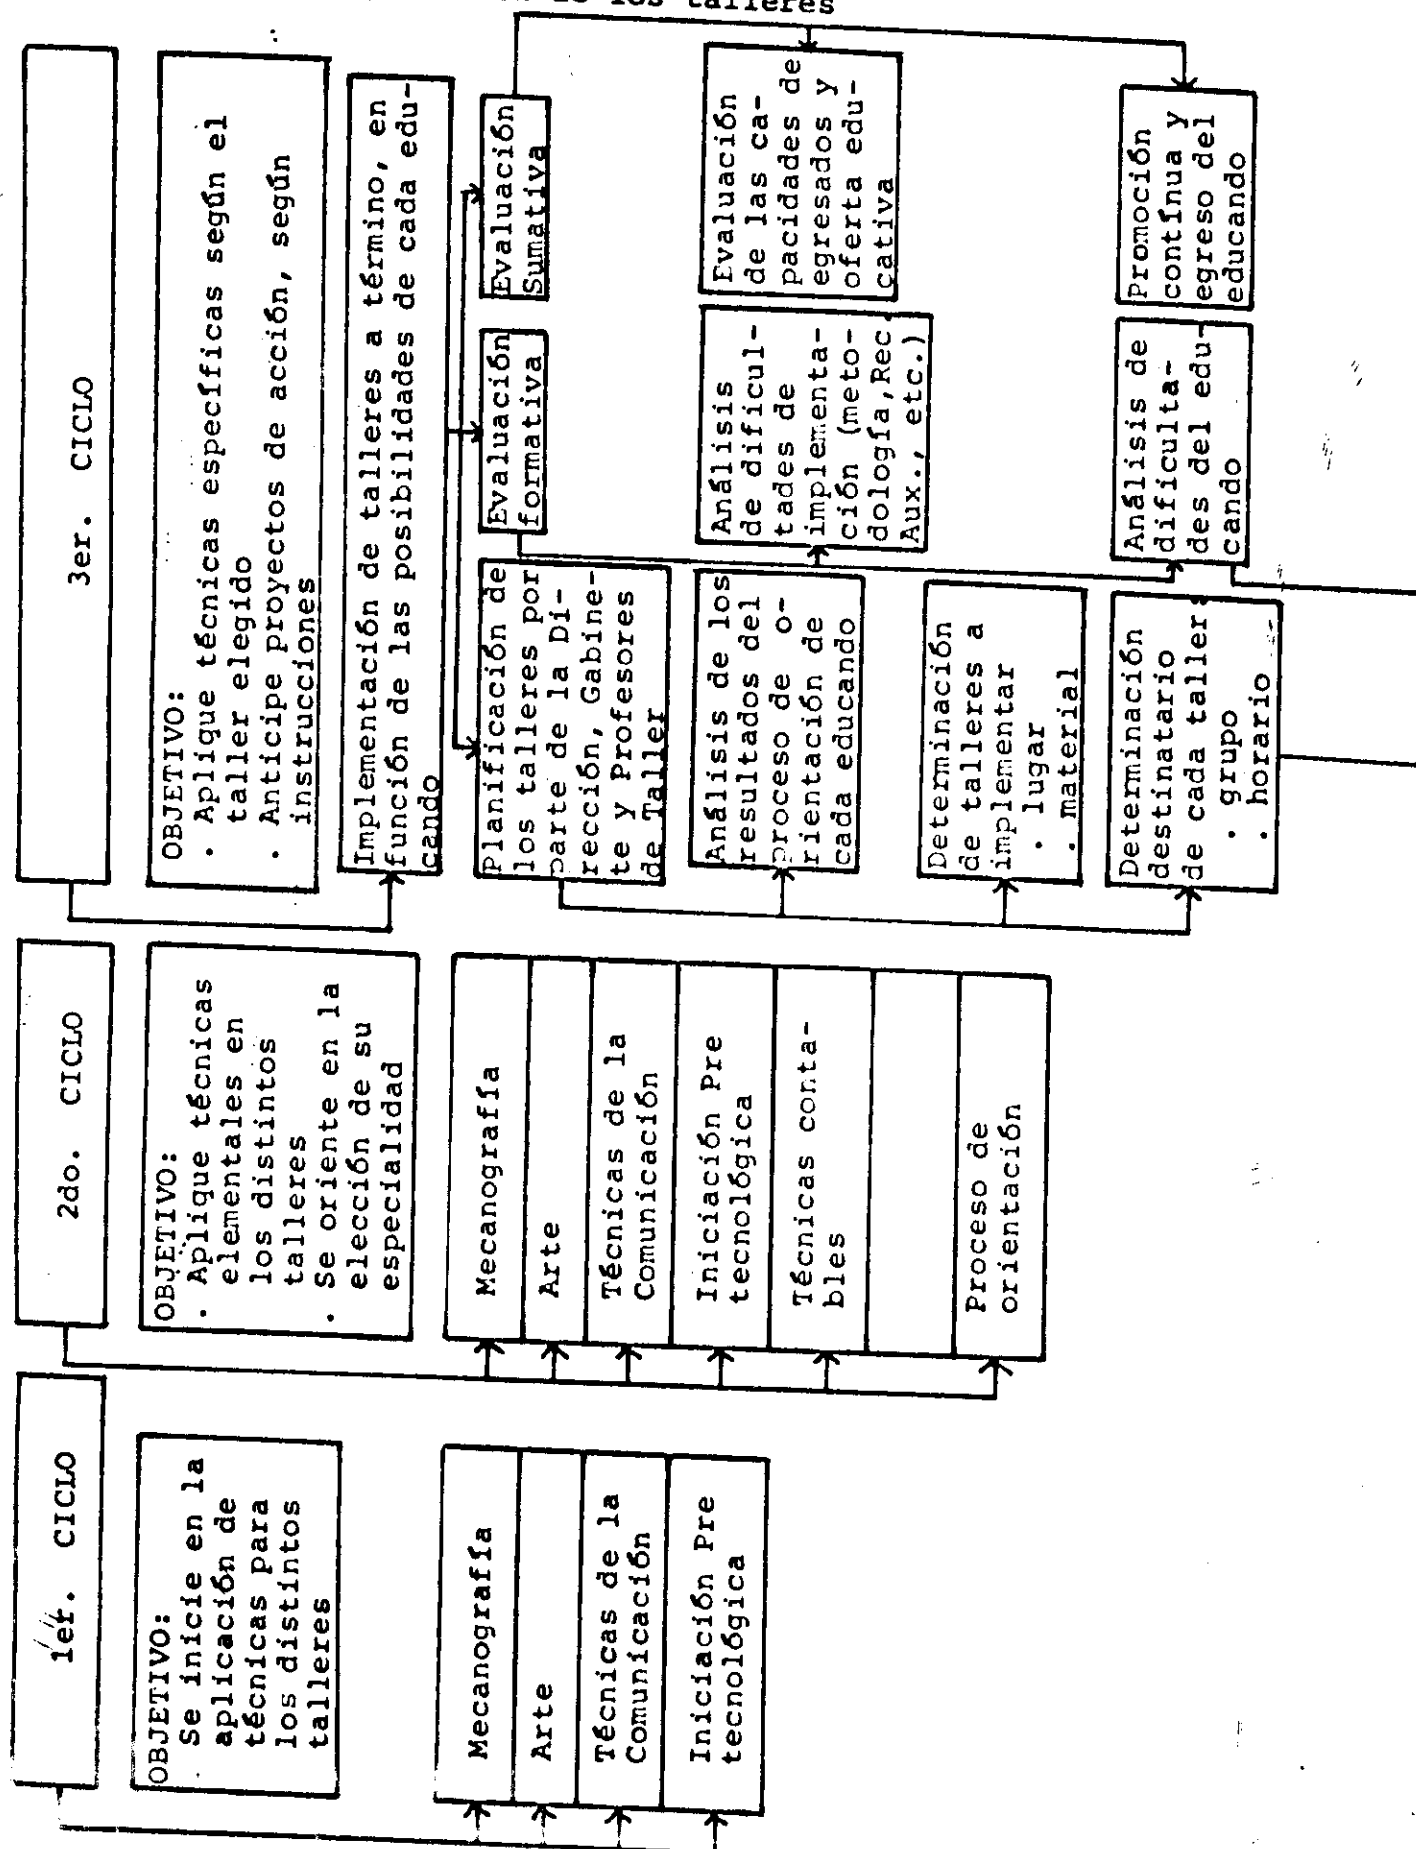 de los talleres
1er. CICLO
OBJETIVO:
Se inicie en la
aplicación de
técnicas para
los distintos
talleres
Mecanografía
Arte
Técnicas de la
Comunicación
Iniciación Pre
tecnológica
2do. CICLO
OBJETIVO:
. Aplique técnicas
elementales en
los distintos
talleres
. Se oriente en la
elección de su
especialidad
Mecanografía
Arte
Técnicas de la
Comunicación
Iniciación Pre
tecnológica
Técnicas conta-
bles
Proceso de
orientación
3er. CICLO
OBJETIVO:
. Aplique técnicas específicas según el
taller elegido
. Anticipe proyectos de acción, según
instrucciones
Implementación de talleres a término, en
función de las posibilidades de cada edu-
cando
Planificación de
los talleres por
parte de la Di-
rección, Gabine-
te y Profesores
de Taller
Evaluación
formativa
Evaluación
Sumativa
Análisis de los
resultados del
proceso de o-
rientación de
cada educando
Análisis
de dificul-
tades de
implementa-
ción (meto-
dología,Rec.
Aux., etc.)
Evaluación
de las ca-
pacidades de
egresados y
oferta edu-
cativa
Determinación
de talleres a
implementar
. lugar
. material
Determinación
destinatario
de cada taller:
. grupo
. horario
Análisis de
dificulta-
des del edu-
cando
Promoción
contínua y
egreso del
educando